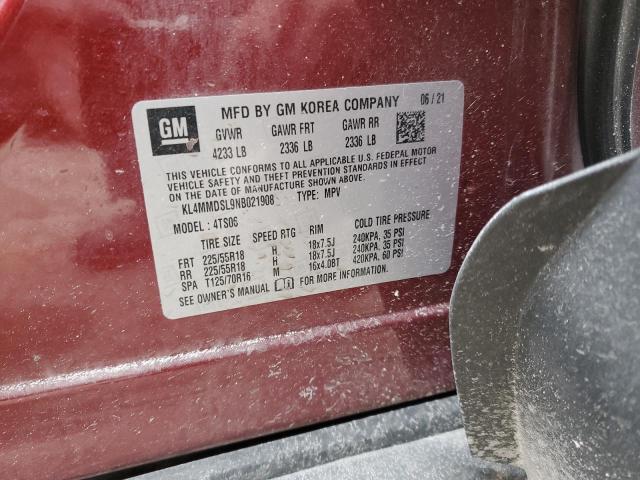 GM
MFD BY GM KOREA COMPANY 06 / 21
GVWR GAWR FRT GAWR RR
4233 LB 2336 LB 2336 LB
THIS VEHICLE CONFORMS TO ALL APPLICABLE U.S. FEDERAL MOTOR
VEHICLE SAFETY AND THEFT PREVENTION STANDARDS IN EFFECT
ON THE DATE OF MANUFACTURE SHOWN ABOVE.
KL4MMDSL9NB021908 TYPE: MPV
MODEL: 4TS06
TIRE SIZE SPEED RTG RIM COLD TIRE PRESSURE
FRT 225/55R18 H 18x7.5J 240KPA, 35 PSI
RR 225/55R18 H 18x7.5J 240KPA, 35 PSI
SPA T125/70R16 M 16x4.0BT 420KPA, 60 PSI
SEE OWNER'S MANUAL FOR MORE INFORMATION.